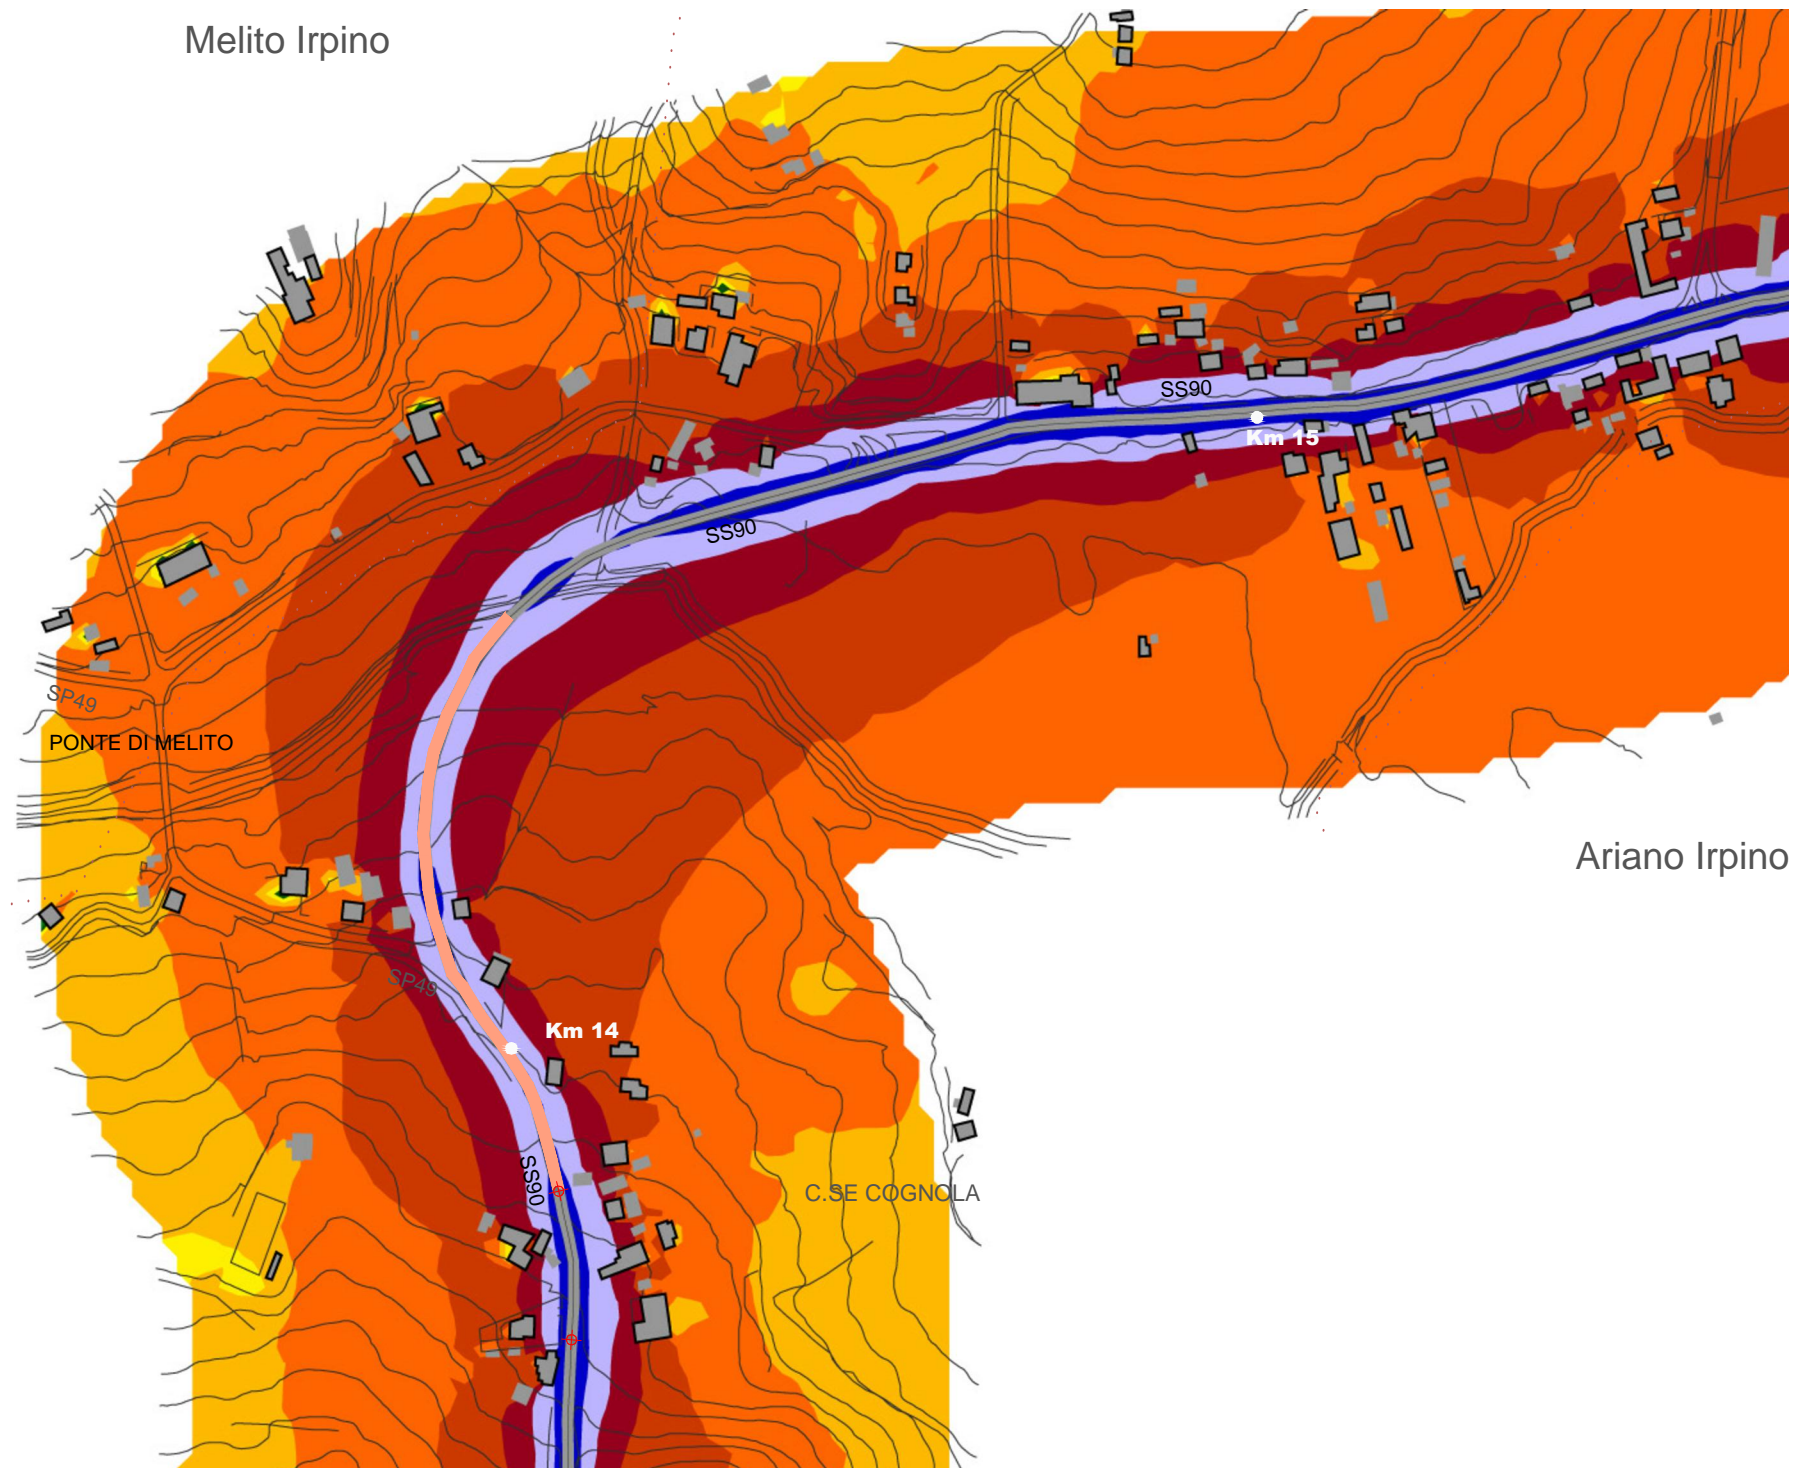 Melito Irpino
SS90
Km 15
SS90
SP49
PONTE DI MELITO
Ariano Irpino
SP49
Km 14
SS90
C.SE COGNOLA